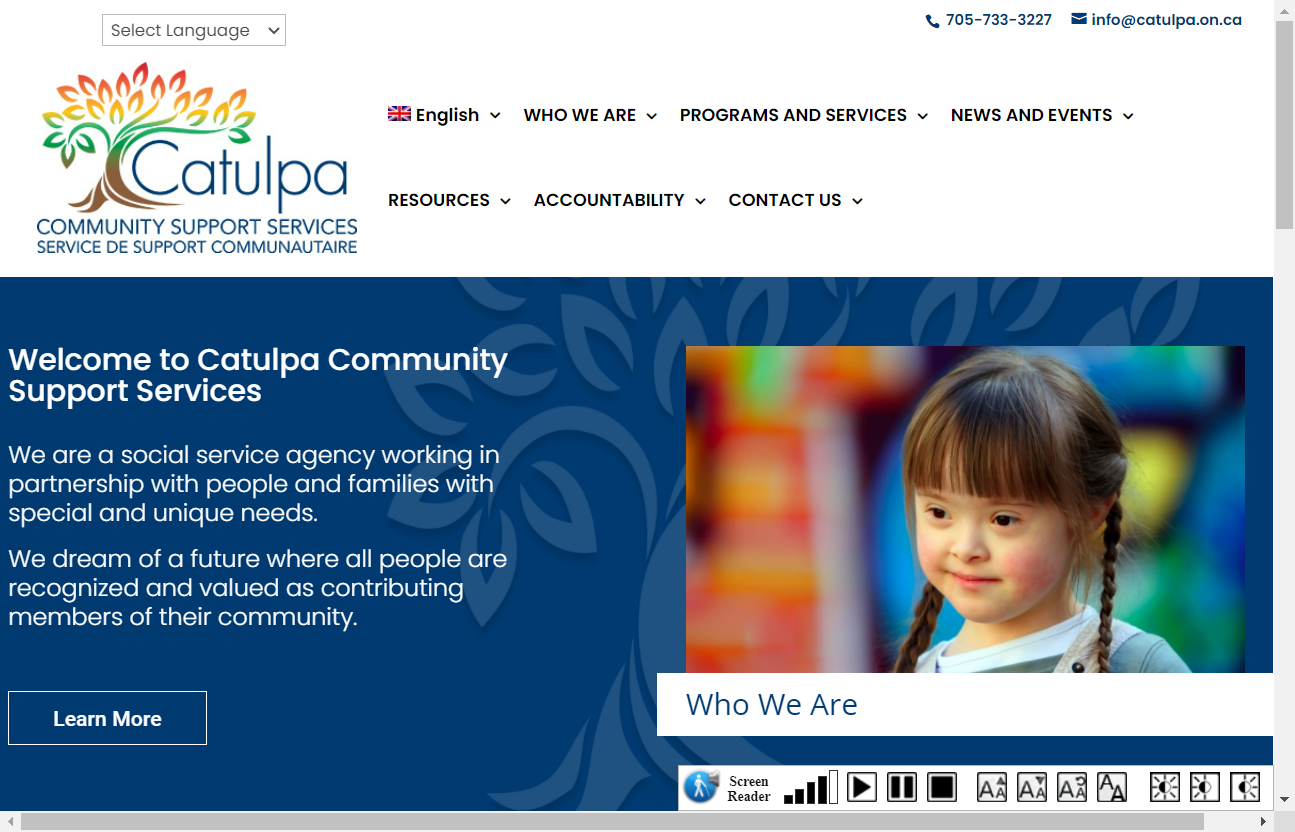 Select Language
705-733-3227 info@catulpa.on.ca
Catulpa
COMMUNITY SUPPORT SERVICES
SERVICE DE SUPPORT COMMUNAUTAIRE
English WHO WE ARE PROGRAMS AND SERVICES NEWS AND EVENTS
RESOURCES ACCOUNTABILITY CONTACT US
Welcome to Catulpa Community
Support Services
We are a social service agency working in
partnership with people and families with
special and unique needs.
We dream of a future where all people are
recognized and valued as contributing
members of their community.
Learn More
Who We Are
Screen
Reader
AA AA AA AA